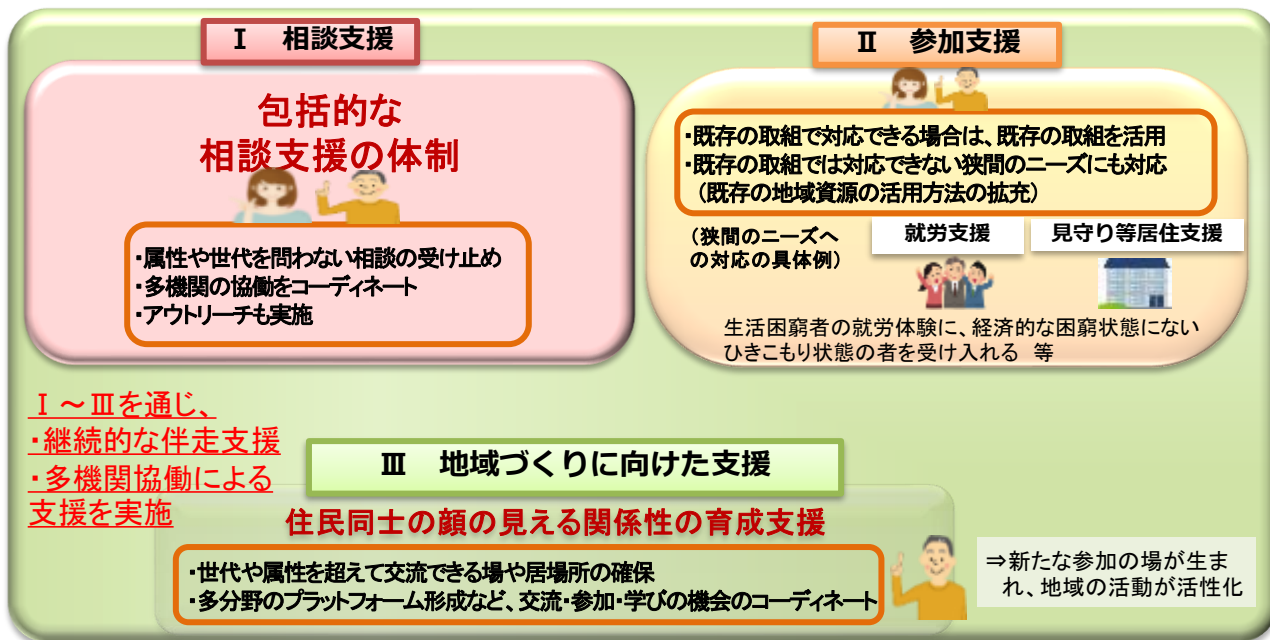 Ⅰ 相談支援
包括的な
相談支援の体制
・属性や世代を問わない相談の受け止め
・多機関の協働をコーディネート
・アウトリーチも実施
Ⅱ 参加支援
・既存の取組で対応できる場合は、既存の取組を活用
・既存の取組では対応できない狭間のニーズにも対応
（既存の地域資源の活用方法の拡充）
（狭間のニーズへ
の対応の具体例）
就労支援
見守り等居住支援
生活困窮者の就労体験に、経済的な困窮状態にない
ひきこもり状態の者を受け入れる 等
Ⅰ～Ⅲを通じ、
・継続的な伴走支援
・多機関協働による
支援を実施
Ⅲ 地域づくりに向けた支援
住民同士の顔の見える関係性の育成支援
・世代や属性を超えて交流できる場や居場所の確保
・多分野のプラットフォーム形成など、交流・参加・学びの機会のコーディネート
⇒新たな参加の場が生ま
れ、地域の活動が活性化